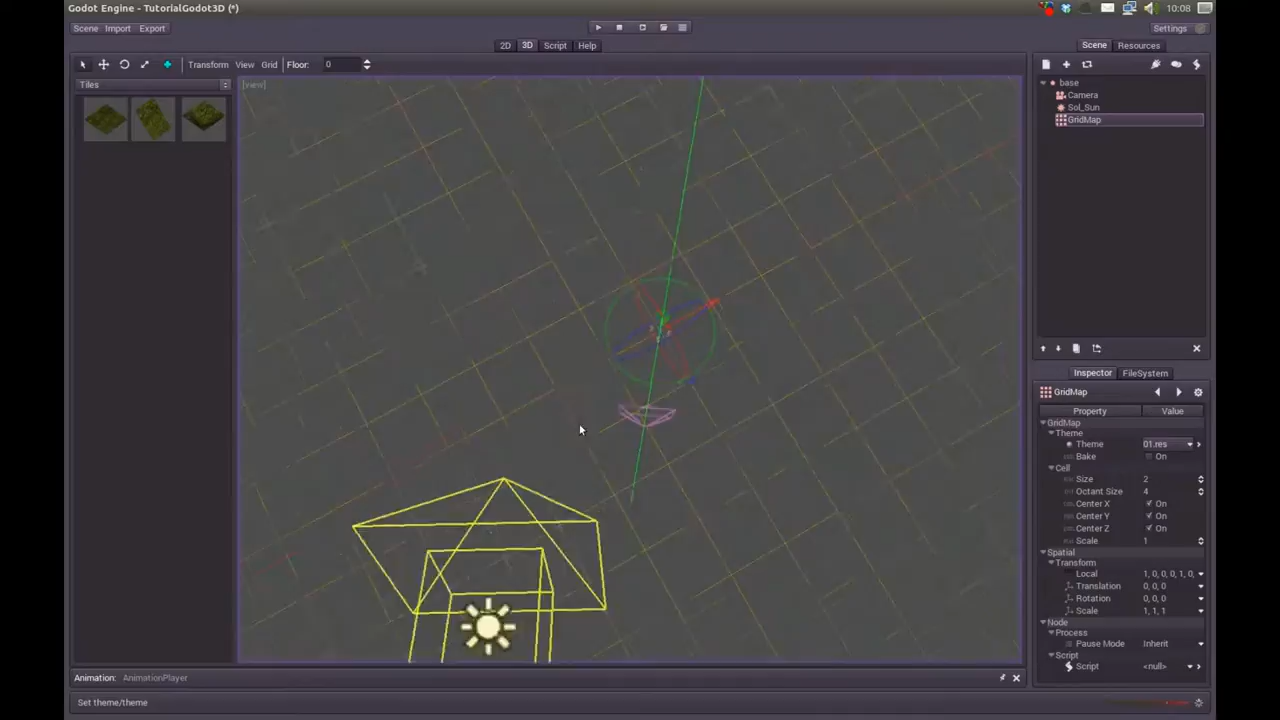 Godot Engine - TutorialGodot3D (*)
10:08
Scene Import Export
Settings
2D 3D Script Help
Scene Resources
Transform View Grid Floor: 0
Tiles
[view]
base
Camera
Sol_Sun
GridMap
Inspector FileSystem
GridMap
Property Value
GridMap
Theme
Theme 01.res
Bake On
Cell
Size 2
Octant Size 4
Center X On
Center Y On
Center Z On
Scale 1
Spatial
Transform
Local 1, 0, 0, 0, 1, 0,
Translation 0, 0, 0
Rotation 0, 0, 0
Scale 1, 1, 1
Node
Process
Pause Mode Inherit
Script
Script <null>
Animation: AnimationPlayer
Set theme/theme